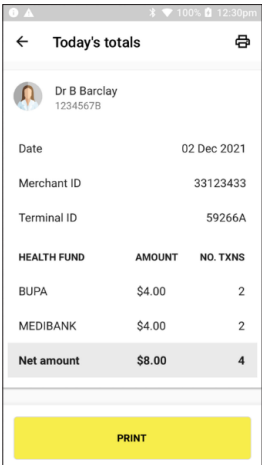 100% 12:30pm
Today's totals
Dr B Barclay
1234567B
Date 02 Dec 2021
Merchant ID 33123433
Terminal ID 59266A
HEALTH FUND AMOUNT NO. TXNS
BUPA $4.00 2
MEDIBANK $4.00 2
Net amount $8.00 4
PRINT